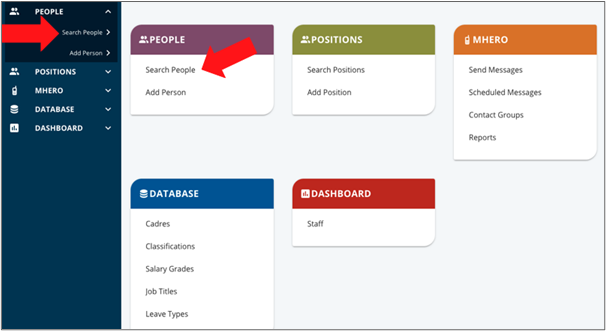 PEOPLE
Search People
Add Person
POSITIONS
MHERO
DATABASE
DASHBOARD
PEOPLE
Search People
Add Person
POSITIONS
Search Positions
Add Position
MHERO
Send Messages
Scheduled Messages
Contact Groups
Reports
DATABASE
Cadres
Classifications
Salary Grades
Job Titles
Leave Types
DASHBOARD
Staff